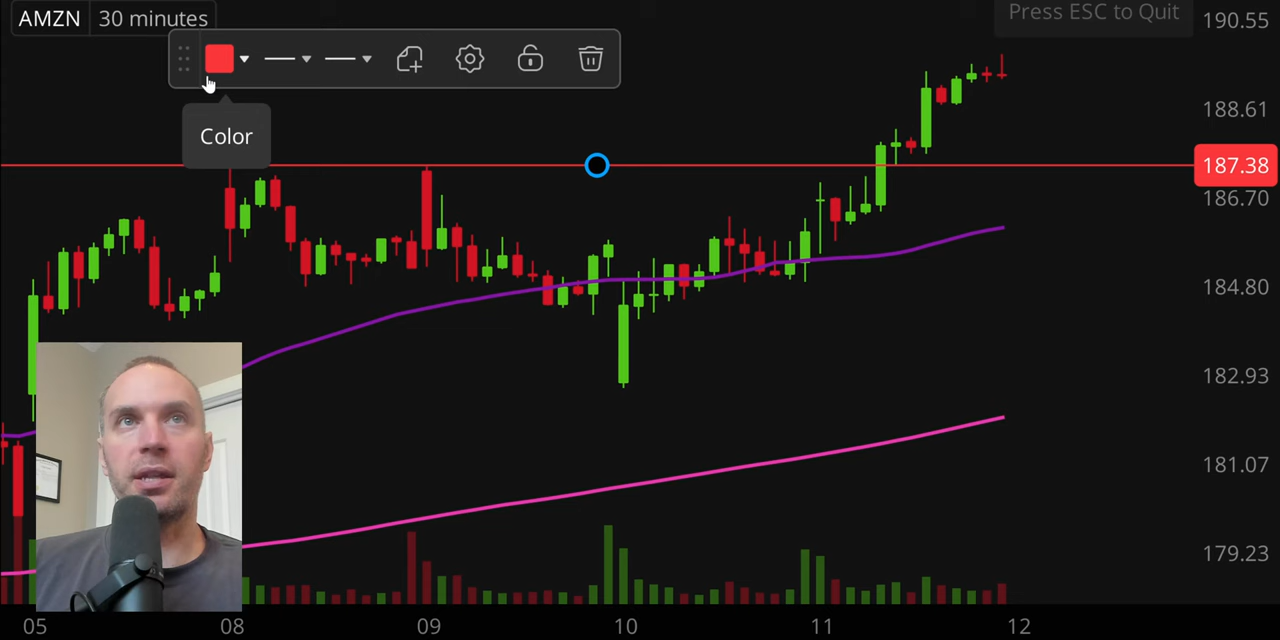 AMZN 30 minutes
Press ESC to Quit
Color
190.55
188.61
187.38
186.70
184.80
182.93
181.07
179.23
05 08 09 10 11 12